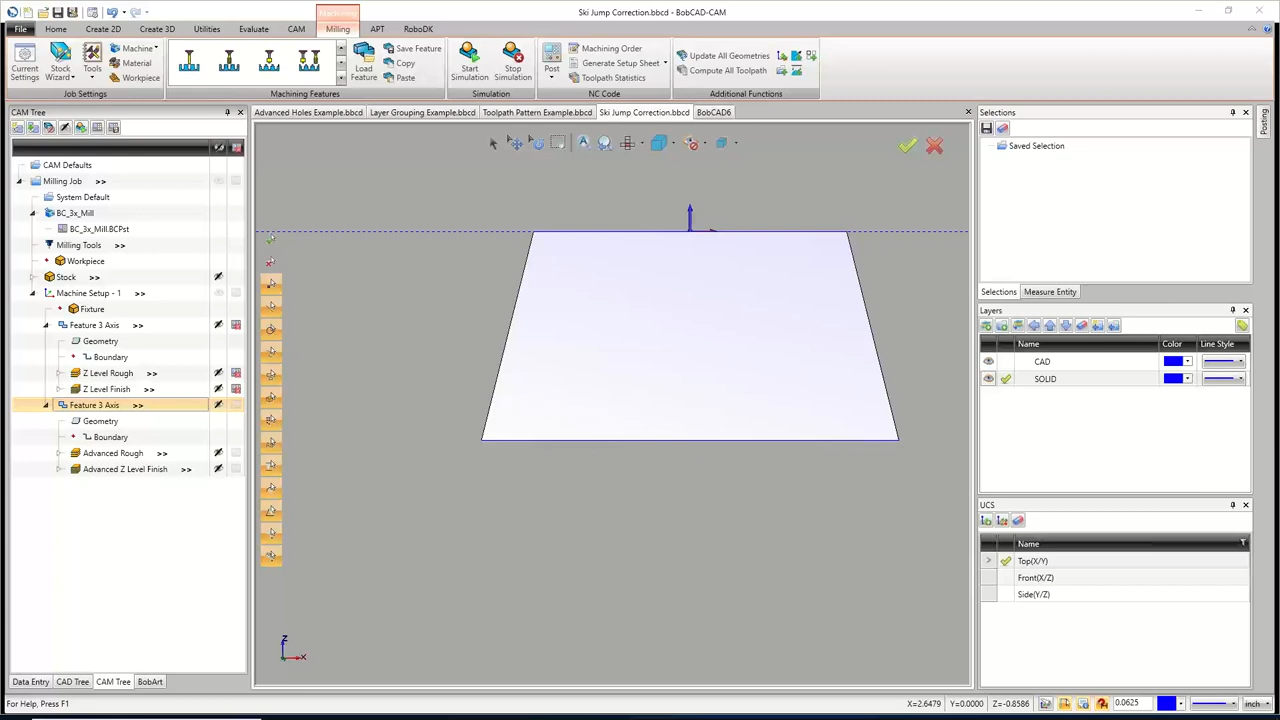 Ski Jump Correction.bbcd - BobCAD-CAM
File Home Create 2D Create 3D Utilities Evaluate CAM Milling APT RoboDK
Current Settings
Stock Wizard
Tools
Machine
Material
Workpiece
Job Settings
Load Feature
Save Feature
Copy
Paste
Machining Features
Start Simulation
Stop Simulation
Simulation
Post
Machining Order
Generate Setup Sheet
Toolpath Statistics
NC Code
Update All Geometries
Compute All Toolpath
Additional Functions
CAM Tree
Advanced Holes Example.bbcd Layer Grouping Example.bbcd Toolpath Pattern Example.bbcd Ski Jump Correction.bbcd BobCAD6
CAM Defaults
Milling Job >>
System Default
BC_3x_Mill
BC_3x_Mill.BCPst
Milling Tools >>
Workpiece
Stock >>
Machine Setup - 1 >>
Fixture
Feature 3 Axis >>
Geometry
Boundary
Z Level Rough >>
Z Level Finish >>
Feature 3 Axis >>
Geometry
Boundary
Advanced Rough >>
Advanced Z Level Finish >>
Z
X
Selections
Saved Selection
Selections Measure Entity
Layers
Name Color Line Style
CAD
SOLID
UCS
Name
Top(X/Y)
Front(X/Z)
Side(Y/Z)
Posting
Data Entry CAD Tree CAM Tree BobArt
For Help, Press F1
X=2.6479 Y=0.0000 Z=-0.8586 0.0625 inch